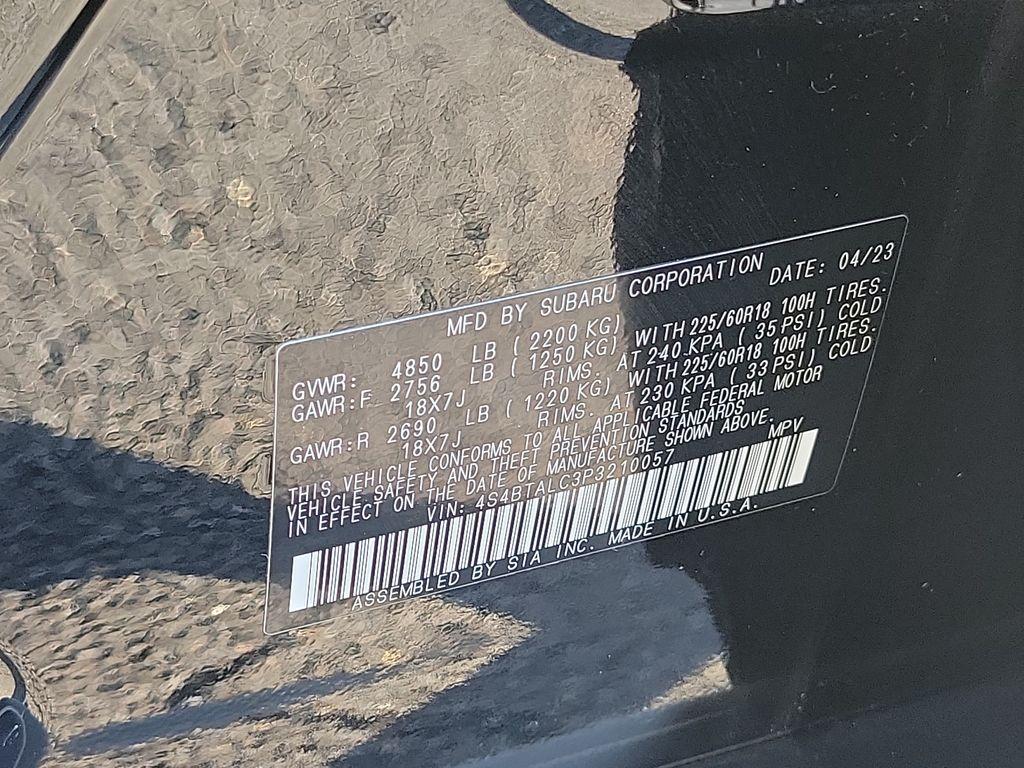 MFD BY SUBARU CORPORATION DATE: 04/23
GVWR: 4850 LB ( 2200 KG)
GAWR:F 2756 LB ( 1250 KG) WITH 225/60R18 100H TIRES.
18X7J RIMS. AT 240 KPA ( 35 PSI) COLD
GAWR:R 2690 LB ( 1220 KG) WITH 225/60R18 100H TIRES.
18X7J RIMS. AT 230 KPA ( 33 PSI) COLD
THIS VEHICLE CONFORMS TO ALL APPLICABLE FEDERAL MOTOR
VEHICLE SAFETY AND THEFT PREVENTION STANDARDS
IN EFFECT ON THE DATE OF MANUFACTURE SHOWN ABOVE.
VIN: 4S4BTALC3P3210057 MPV
ASSEMBLED BY SIA INC. MADE IN U.S.A.